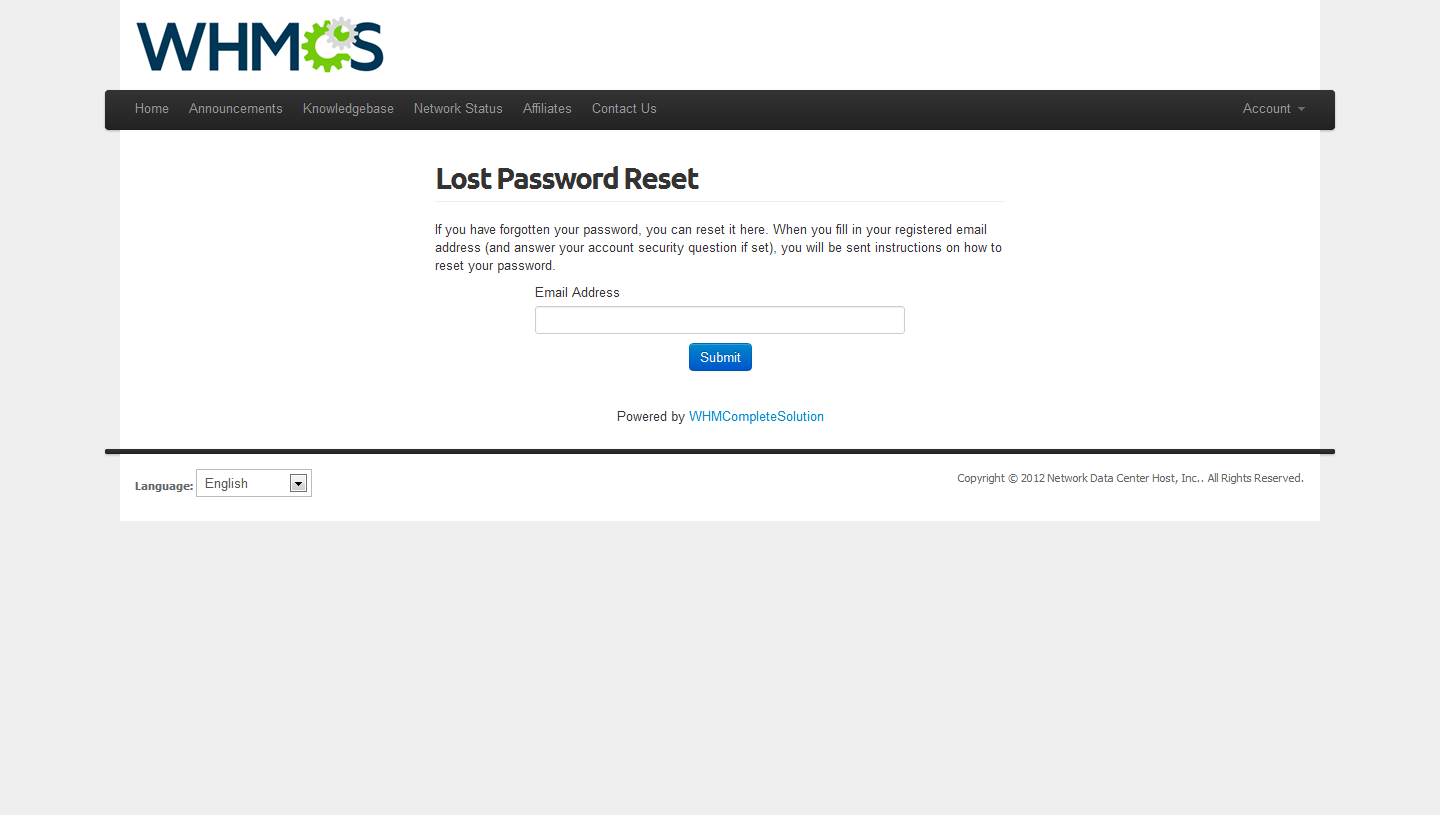 WHMCS
Home Announcements Knowledgebase Network Status Affiliates Contact Us Account
Lost Password Reset
If you have forgotten your password, you can reset it here. When you fill in your registered email
address (and answer your account security question if set), you will be sent instructions on how to
reset your password.
Email Address
Submit
Powered by WHMCompleteSolution
Language: English
Copyright © 2012 Network Data Center Host, Inc.. All Rights Reserved.